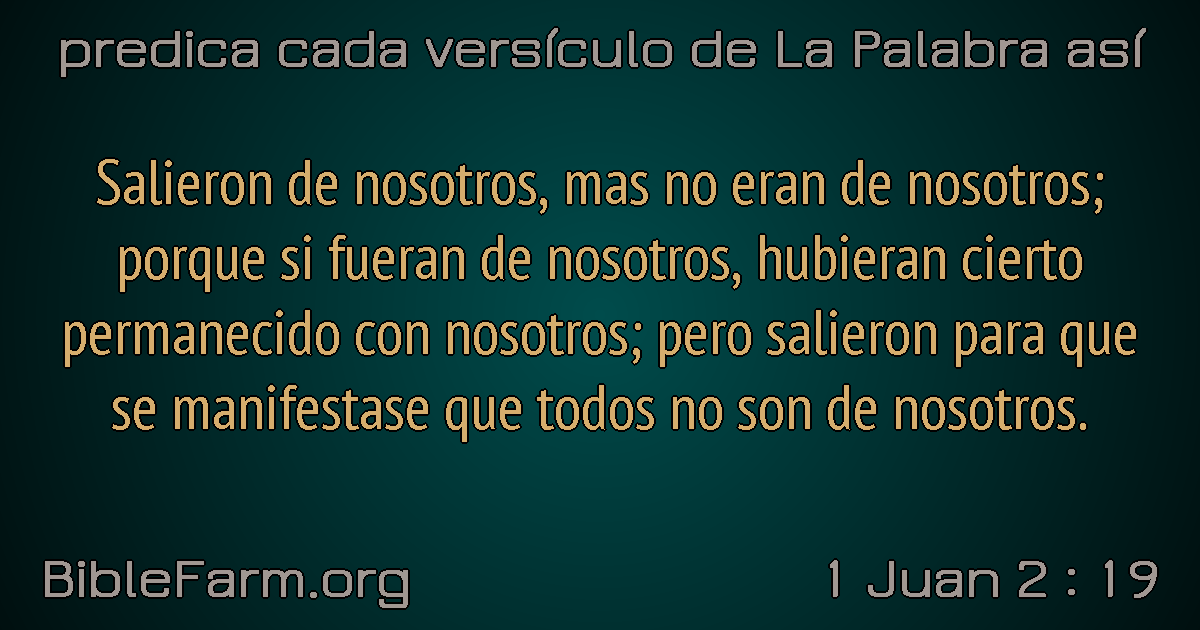 predica cada versículo de La Palabra así
Salieron de nosotros, mas no eran de nosotros;
porque si fueran de nosotros, hubieran cierto
permanecido con nosotros; pero salieron para que
se manifestase que todos no son de nosotros.
BibleFarm.org
1 Juan 2 : 19